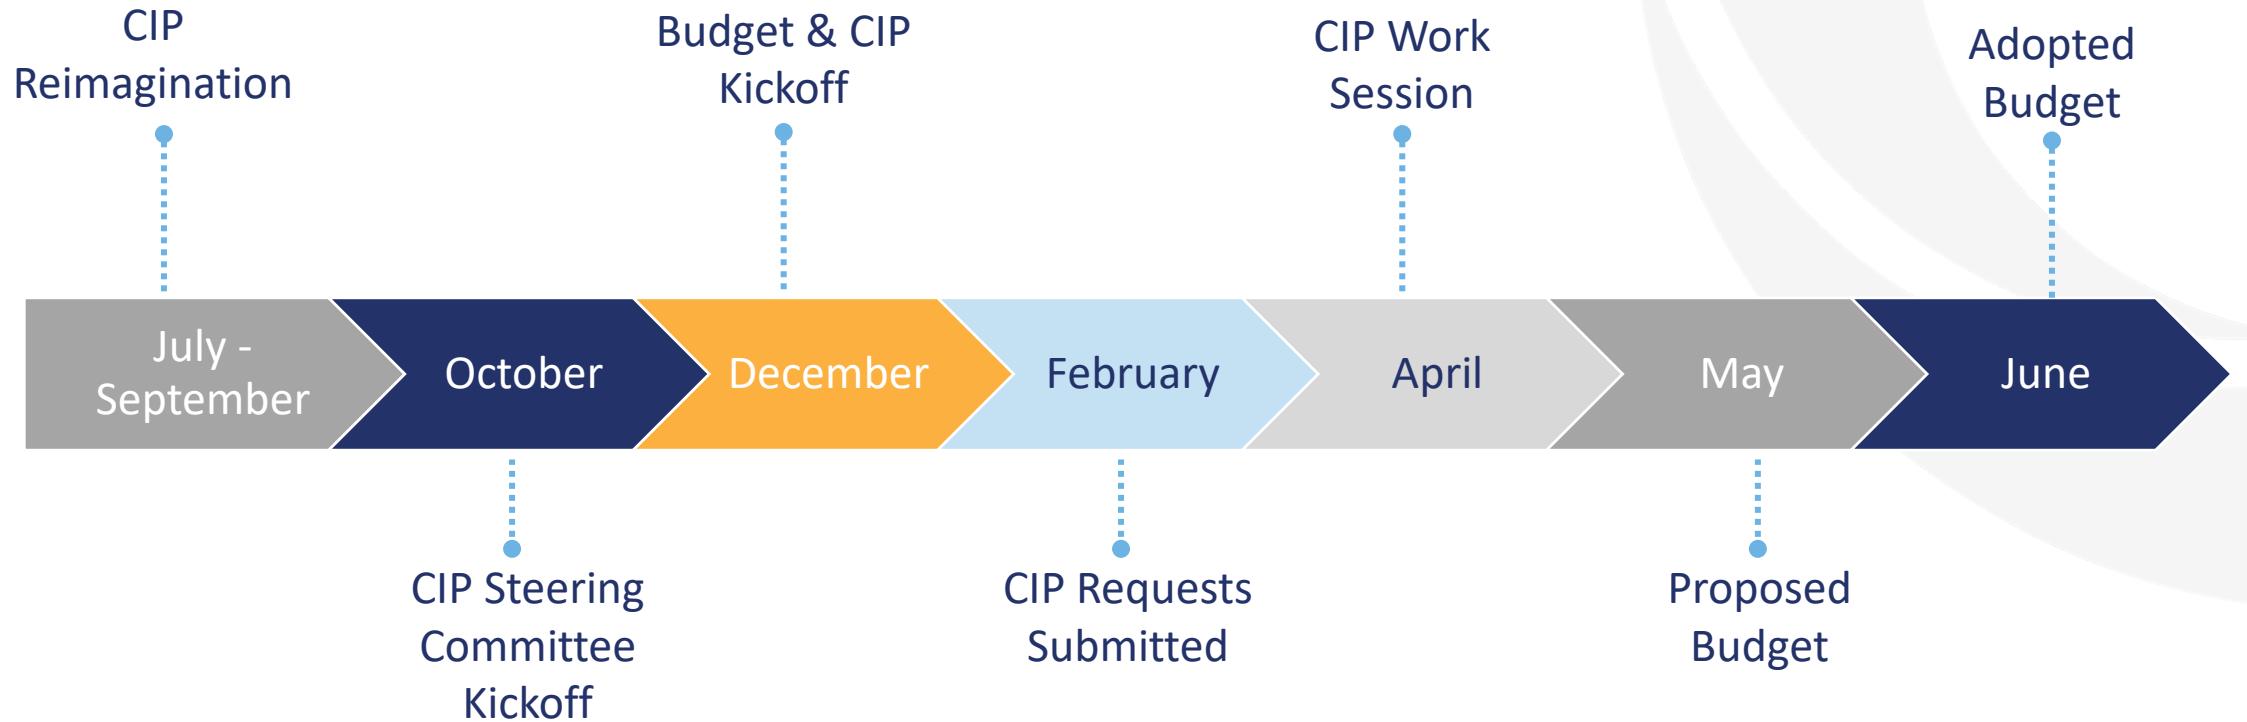 CIP
Reimagination
Budget & CIP
Kickoff
CIP Work
Session
Adopted
Budget
July -
September
October
December
February
April
May
June
CIP Steering
Committee
Kickoff
CIP Requests
Submitted
Proposed
Budget